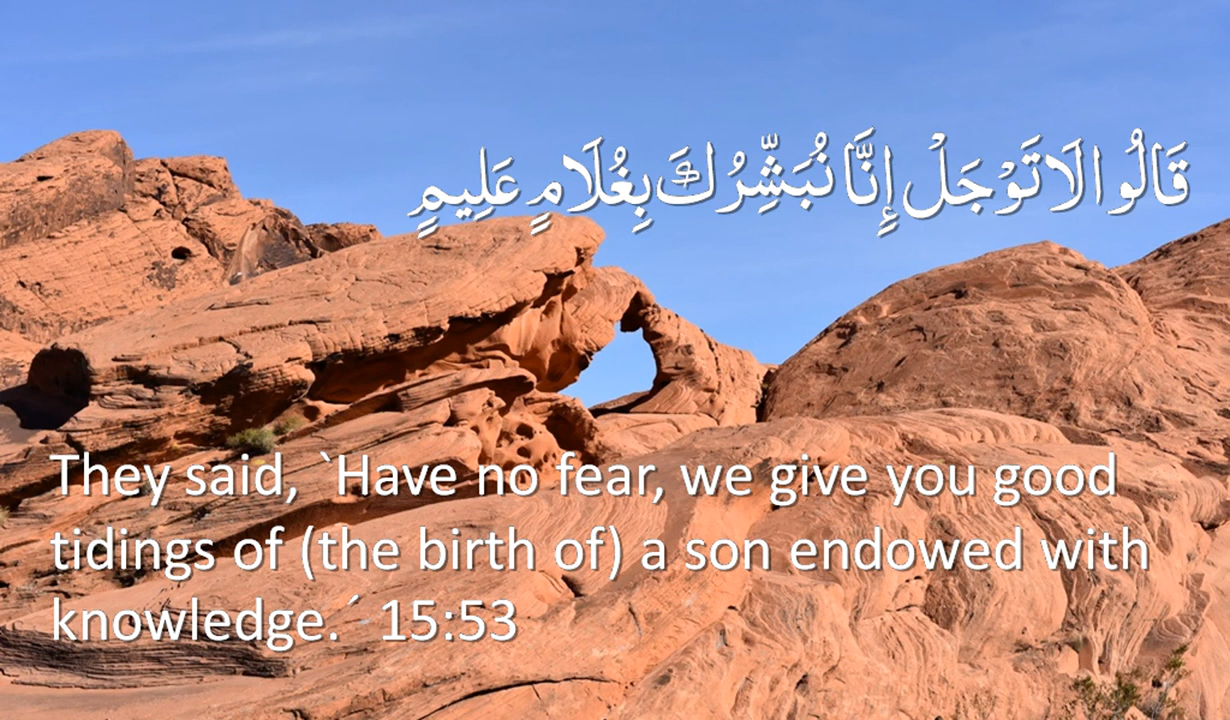 قَالُوا لَا تَوْجَلْ إِنَّا نُبَشِّرُكَ بِغُلَامٍ عَلِيمٍ
They said, `Have no fear, we give you good
tidings of (the birth of) a son endowed with
knowledge.´ 15:53